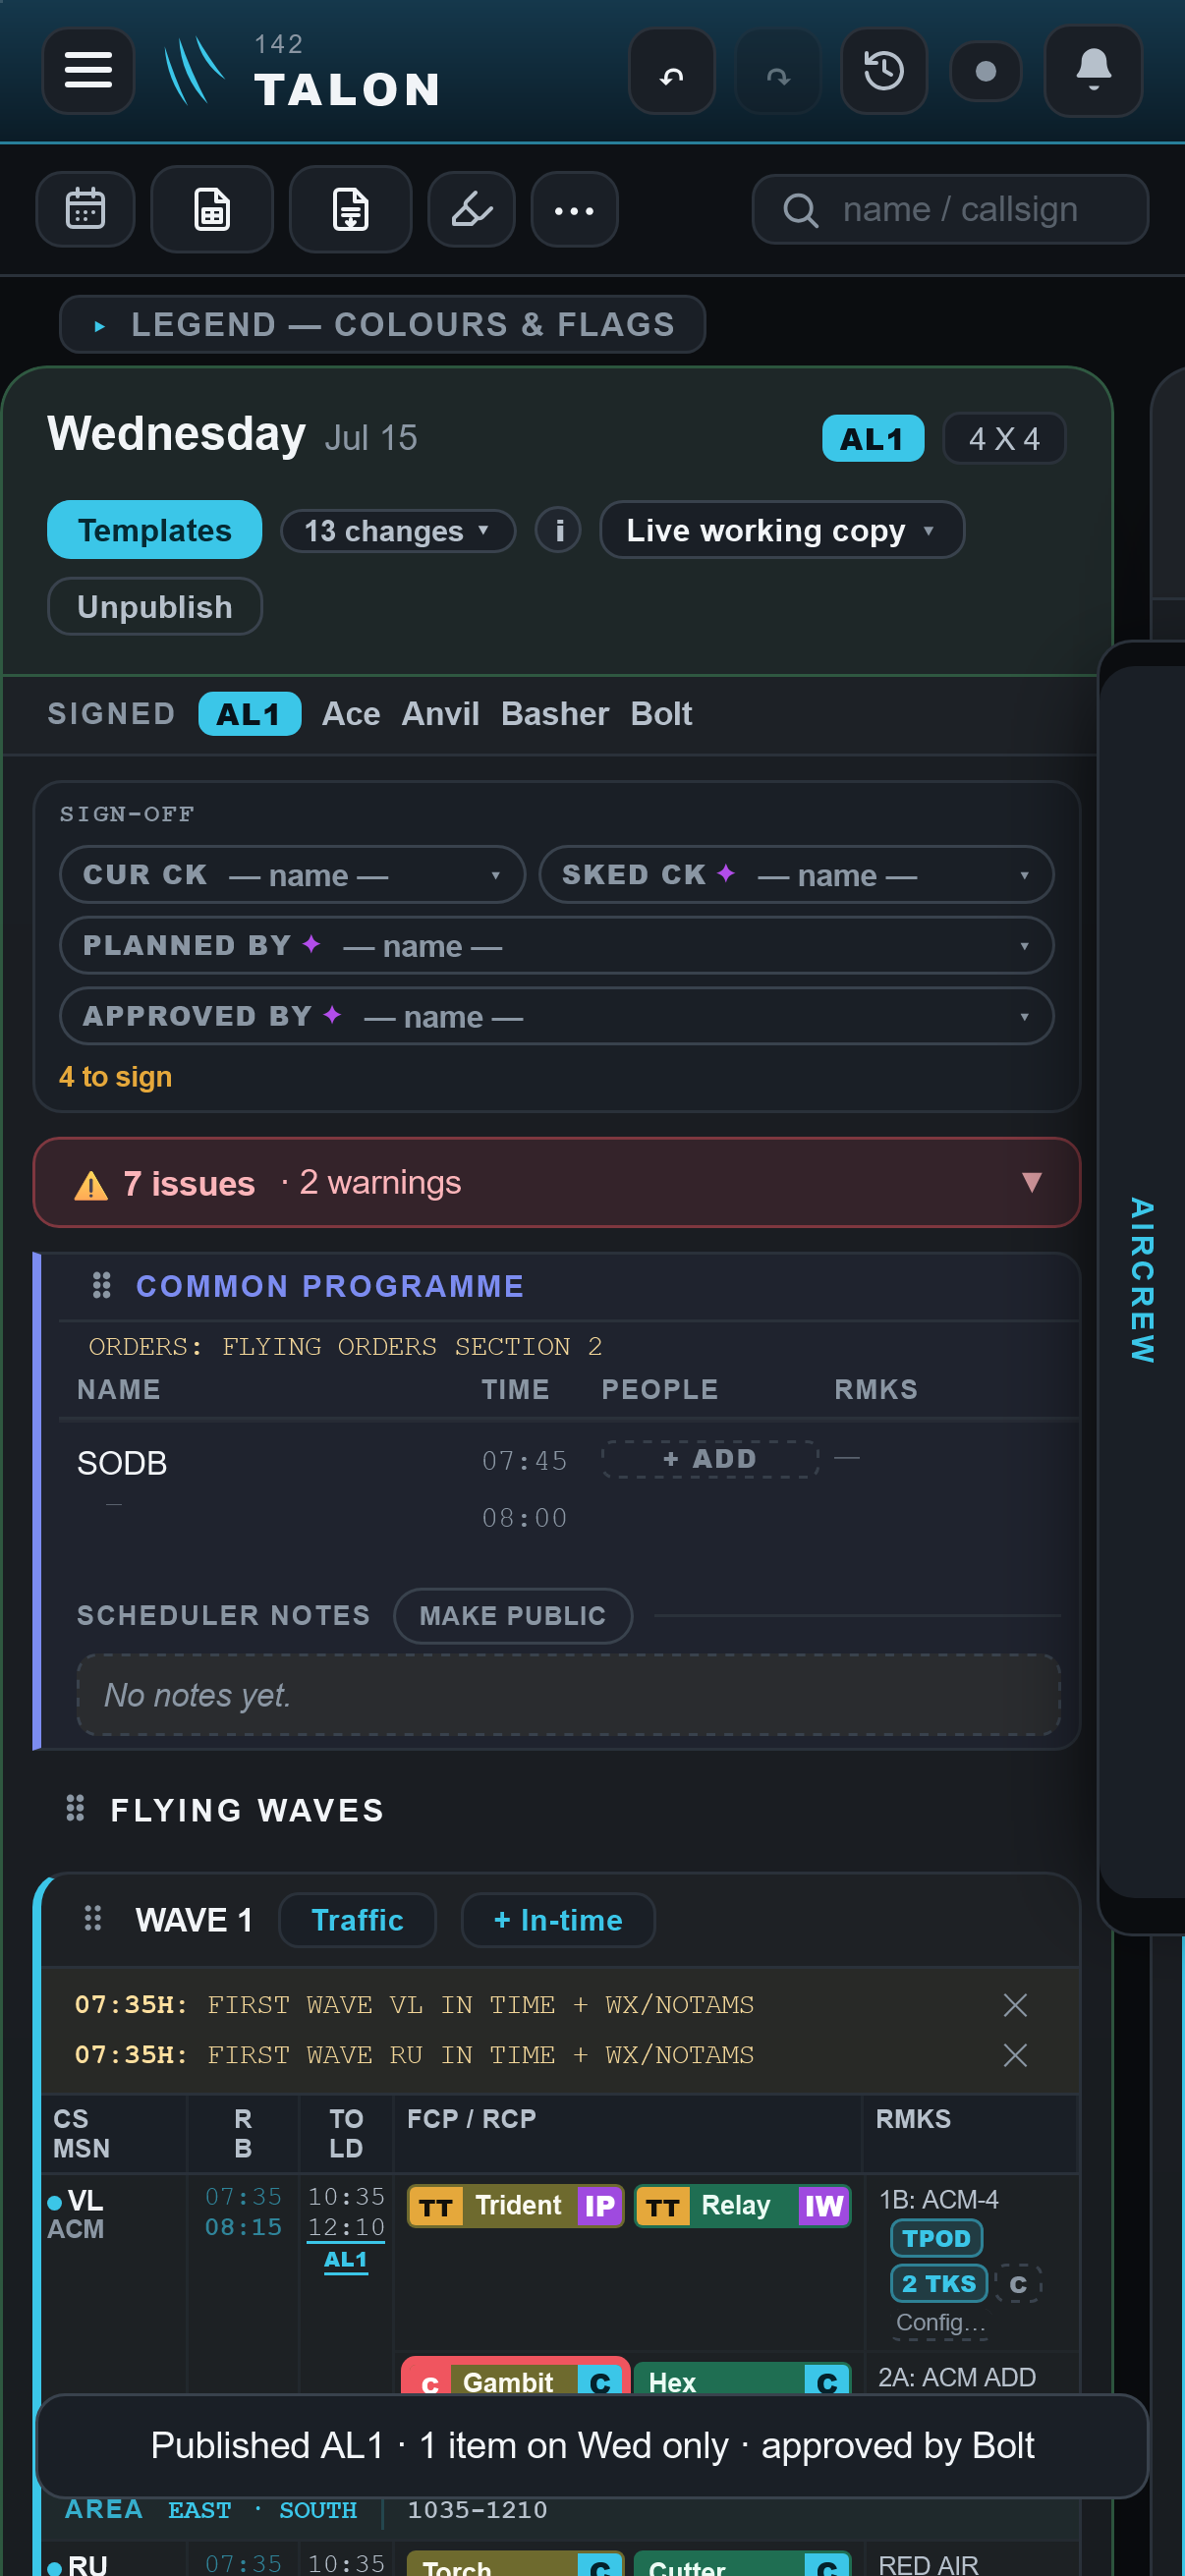 142
TALON
name / callsign
▸ LEGEND — COLOURS & FLAGS
Wednesday Jul 15 AL1 4 X 4
Templates 13 changes ▾ i Live working copy ▾
Unpublish
SIGNED AL1 Ace Anvil Basher Bolt
SIGN-OFF
CUR CK — name — ▾ SKED CK ✦ — name — ▾
PLANNED BY ✦ — name — ▾
APPROVED BY ✦ — name — ▾
4 to sign
⚠ 7 issues · 2 warnings ▼
AIRCREW
COMMON PROGRAMME
ORDERS: FLYING ORDERS SECTION 2
NAME TIME PEOPLE RMKS
SODB 07:45 + ADD —
— 08:00
SCHEDULER NOTES MAKE PUBLIC
No notes yet.
FLYING WAVES
WAVE 1 Traffic + In-time
07:35H: FIRST WAVE VL IN TIME + WX/NOTAMS
07:35H: FIRST WAVE RU IN TIME + WX/NOTAMS
CS R TO FCP / RCP RMKS
MSN B LD
VL 07:35 10:35 TT Trident IP TT Relay IW 1B: ACM-4
ACM 08:15 12:10 TPOD
AL1 2 TKS C
Config...
C Gambit C Hex C 2A: ACM ADD
Published AL1 · 1 item on Wed only · approved by Bolt
AREA EAST · SOUTH 1035-1210
RU 07:35 10:35 Torch C Cutter C RED AIR